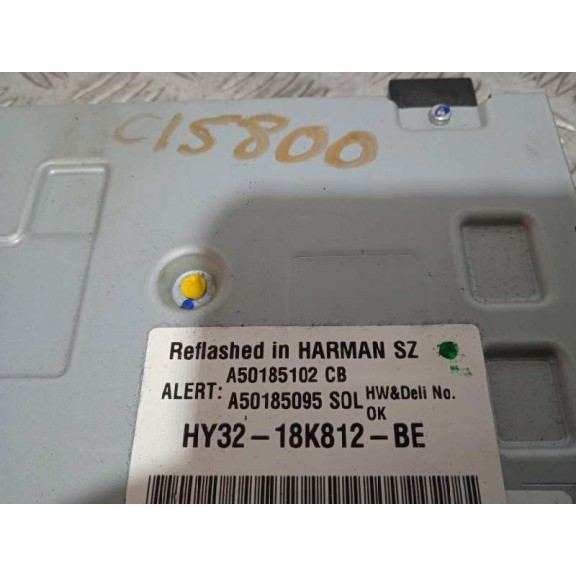 C15800
Reflashed in HARMAN SZ
A50185102 CB
ALERT: A50185095 SOL HW&Deli No.
OK
HY32-18K812-BE